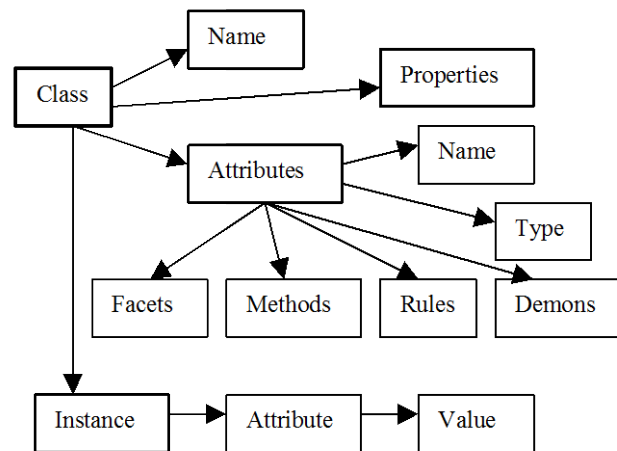 Name
Class
Properties
Name
Attributes
Type
Facets
Methods
Rules
Demons
Instance
Attribute
Value